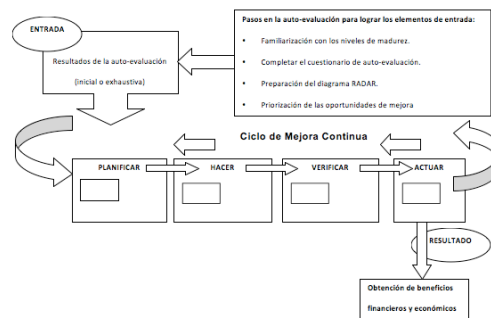 ENTRADA
Resultados de la auto-evaluación
(inicial o exhaustiva)
Pasos en la auto-evaluación para lograr los elementos de entrada:
• Familiarización con los niveles de madurez.
• Completar el cuestionario de auto-evaluación.
• Preparación del diagrama RADAR.
• Priorización de las oportunidades de mejora
Ciclo de Mejora Continua
PLANIFICAR
HACER
VERIFICAR
ACTUAR
RESULTADO
Obtención de beneficios
financieros y económicos